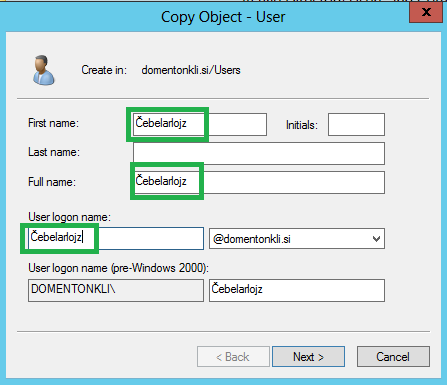 Copy Object - User
x
Create in: domentonkli.si/Users
First name: Čebelarlojz Initials:
Last name:
Full name: Čebelarlojz
User logon name:
Čebelarlojz @domentonkli.si
User logon name (pre-Windows 2000):
DOMENTONKLI\ Čebelarlojz
< Back Next > Cancel